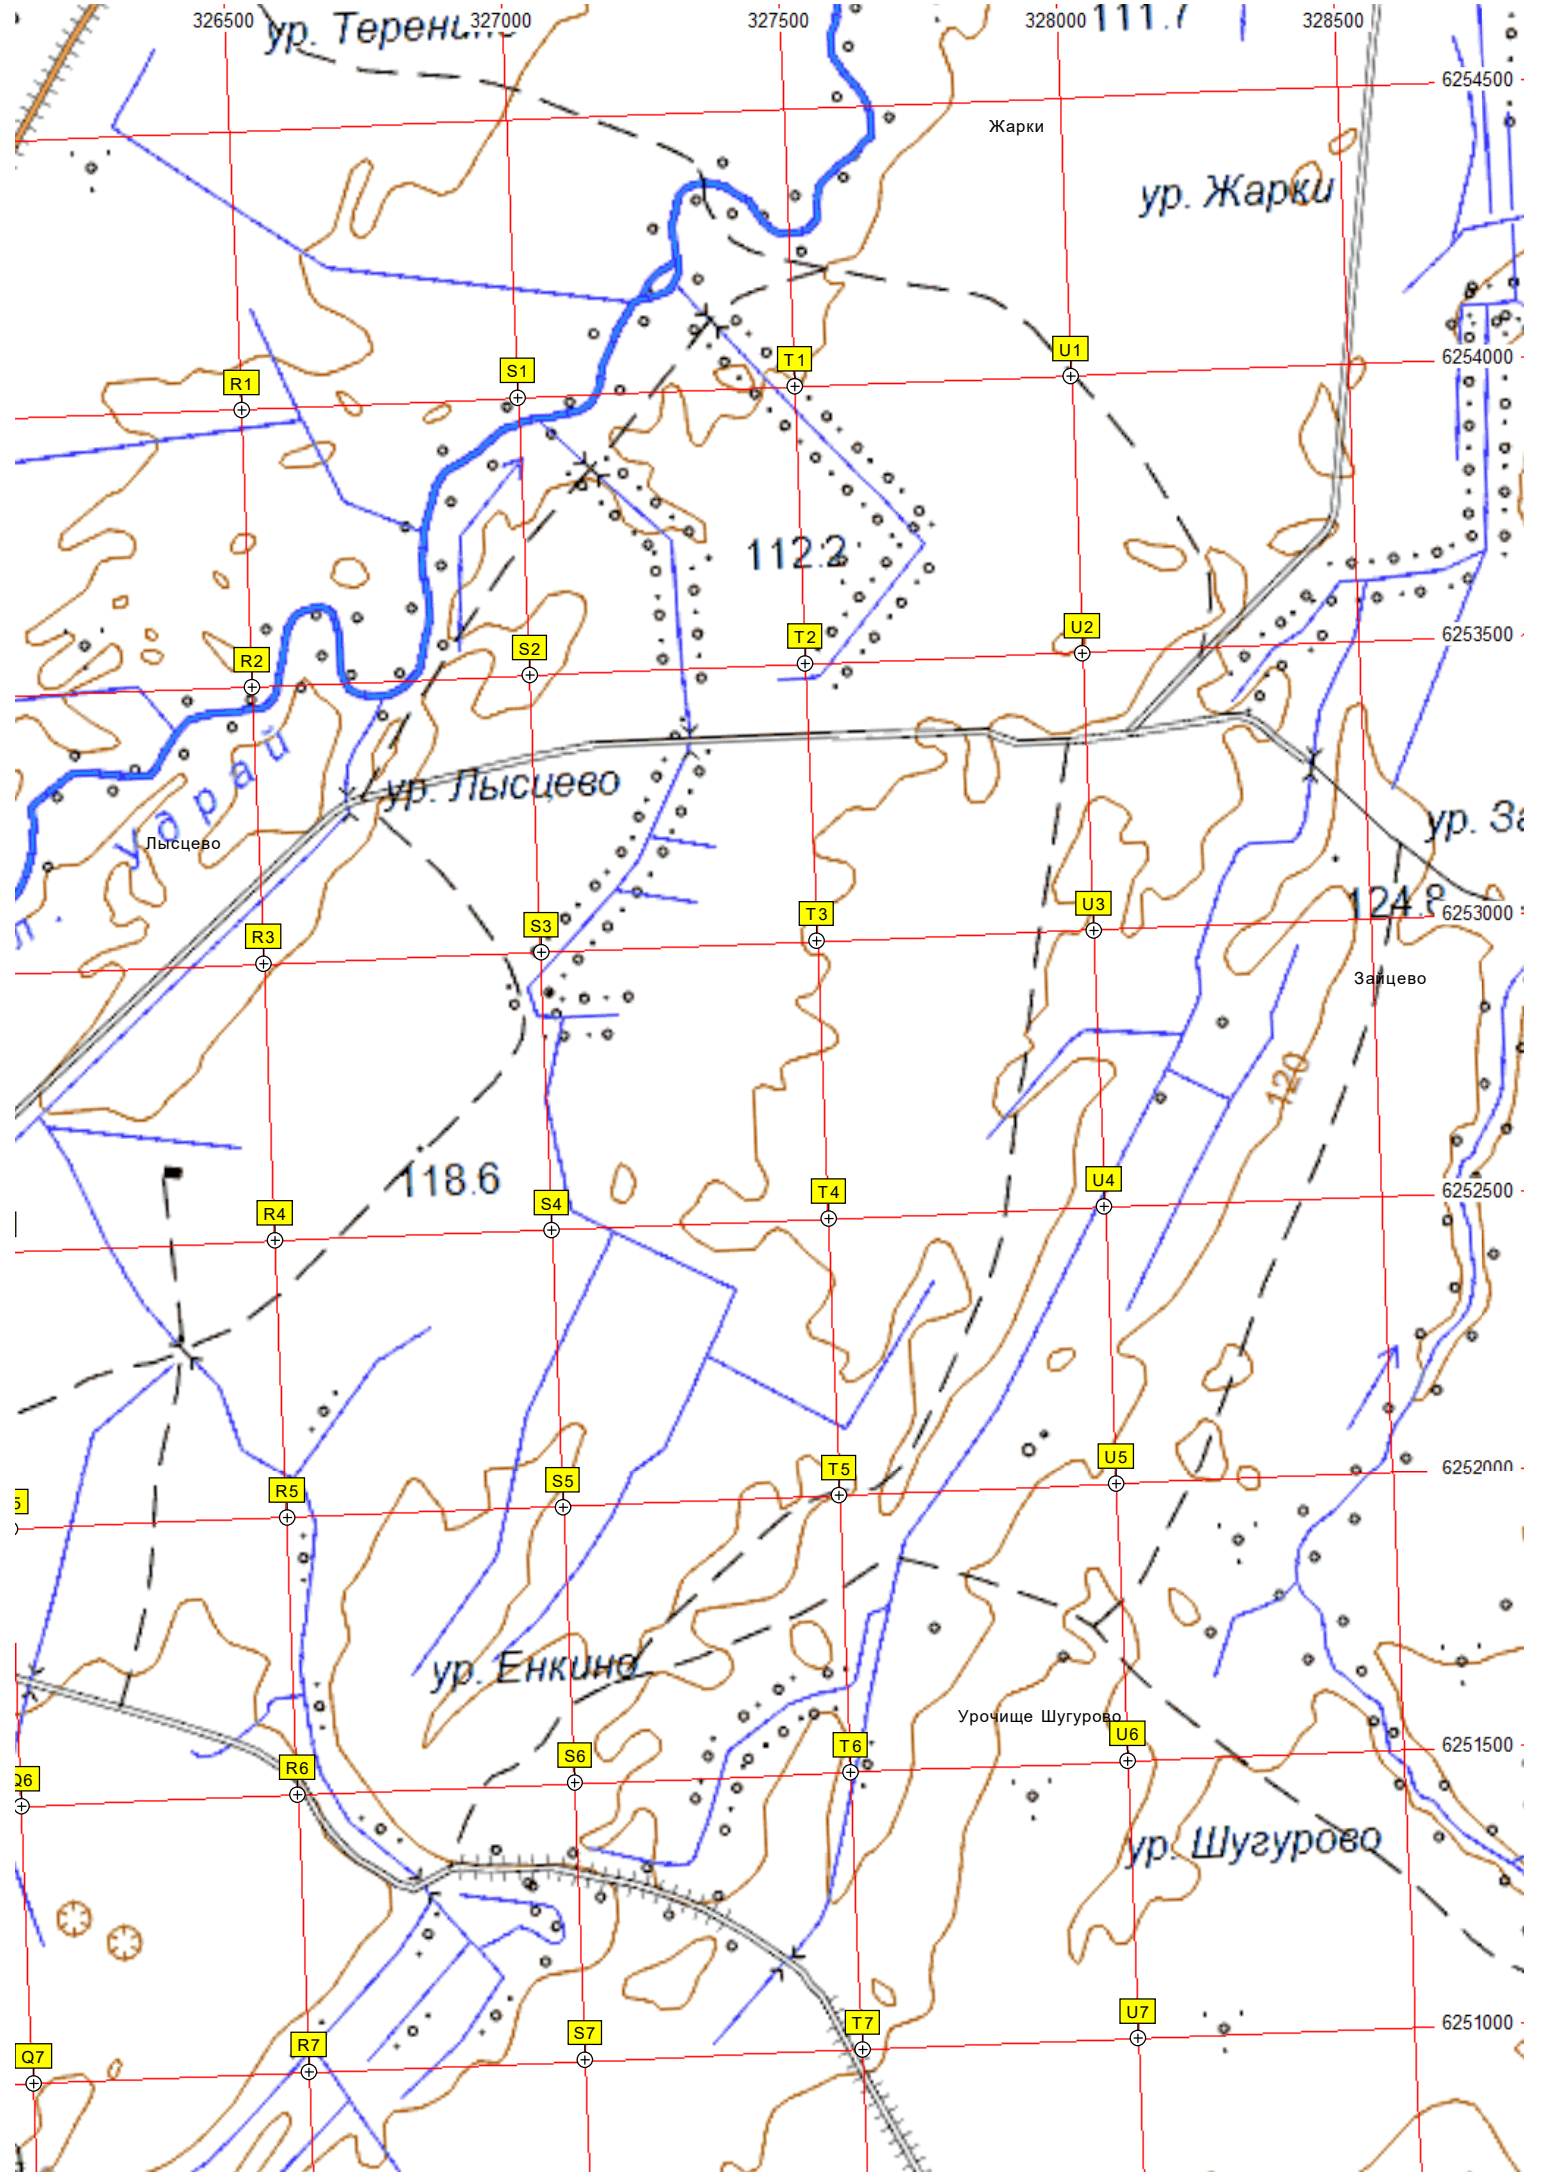 326500 327000 327500 328000 328500
111.7
6254500
Жарки
ур. Жарки
U1
T1
6254000
S1
R1
112.2
U2
6253500
T2
S2
R2
Удрай
ур. Лысцево
Лысцево
124.8
U3
6253000
T3
S3
R3
Зайцево
120
118.6
U4
6252500
T4
S4
R4
U5
6252000
T5
S5
R5
ур. Енкино
Урочище Шугурово
U6
6251500
T6
S6
R6
Q6
ур. Шугурово
U7
6251000
T7
S7
R7
Q7